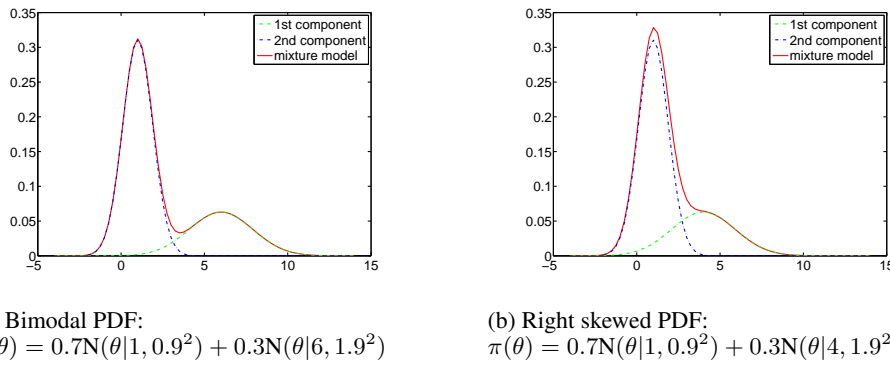 0.35
0.3
0.25
0.2
0.15
0.1
0.05
0
−5 0 5 10 15
1st component
2nd component
mixture model
0.35
0.3
0.25
0.2
0.15
0.1
0.05
0
−5 0 5 10 15
1st component
2nd component
mixture model
Bimodal PDF:
θ) = 0.7N(θ|1, 0.9²) + 0.3N(θ|6, 1.9²)
(b) Right skewed PDF:
π(θ) = 0.7N(θ|1, 0.9²) + 0.3N(θ|4, 1.9²